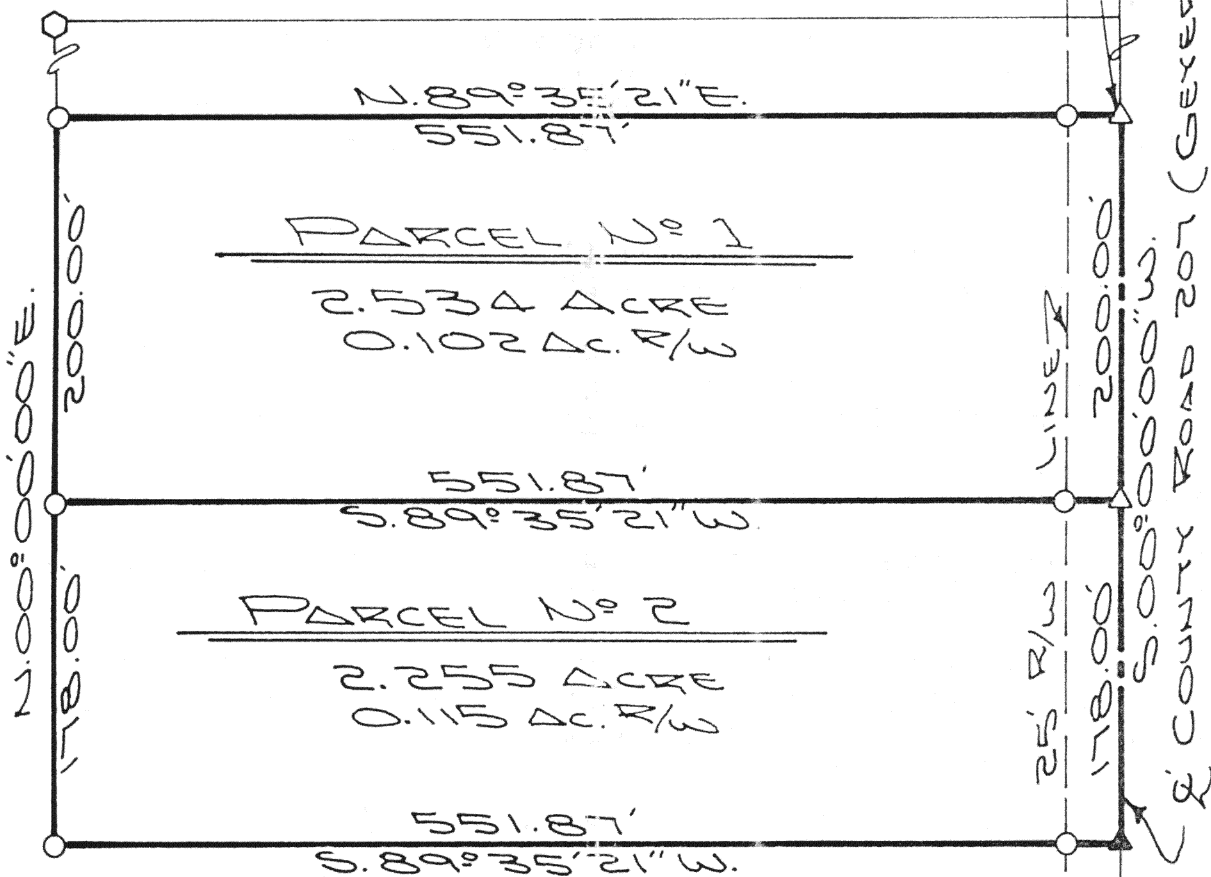 N. 89° 35' 21" E.
551.87'
PARCEL Nº 1
2.534 ACRE
0.102 AC. R/W
N. 00° 00' 00" E.
200.00'
LINE
200.00'
S. 00° 00' 00" W.
551.87'
S. 89° 35' 21" W.
PARCEL Nº 2
2.255 ACRE
0.115 AC. R/W
178.00'
25' R/W
178.00'
℄ COUNTY ROAD 207 (GEYE
551.87'
S. 89° 35' 21" W.